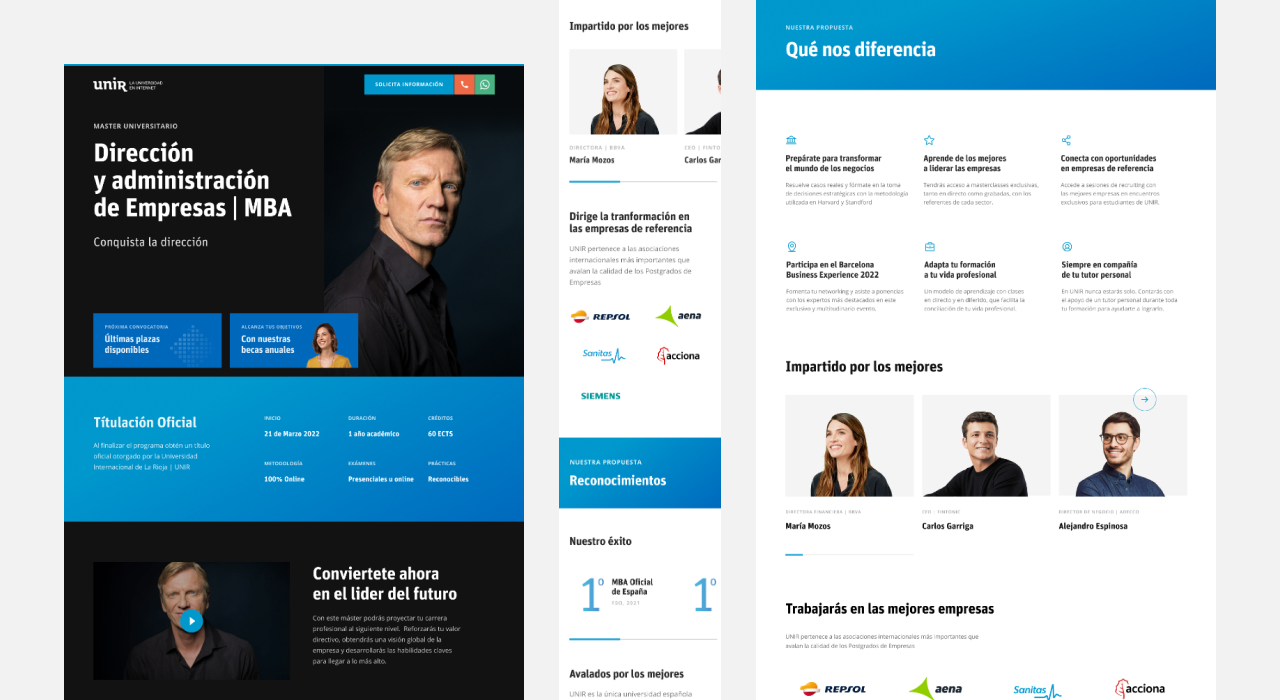 unir LA UNIVERSIDAD
EN INTERNET
SOLICITA INFORMACIÓN
MASTER UNIVERSITARIO
Dirección
y administración
de Empresas | MBA
Conquista la dirección
PRÓXIMA CONVOCATORIA
Últimas plazas
disponibles
ALCANZA TUS OBJETIVOS
Con nuestras
becas anuales
Títulación Oficial
Al finalizar el programa obtén un título
oficial otorgado por la Universidad
Internacional de La Rioja | UNIR
INICIO
21 de Marzo 2022
DURACIÓN
1 año académico
CRÉDITOS
60 ECTS
METODOLOGÍA
100% Online
EXÁMENES
Presenciales u online
PRÁCTICAS
Reconocibles
Conviertete ahora
en el lider del futuro
Con este máster podrás proyectar tu carrera
profesional al siguiente nivel. Reforzarás tu valor
directivo, obtendrás una visión global de la
empresa y desarrollarás las habilidades claves
para llegar a lo más alto.
Impartido por los mejores
DIRECTORA | BBVA
María Mozos
CEO | FINTO
Carlos Gar
Dirige la tranformación en
las empresas de referencia
UNIR pertenece a las asociaciones
internacionales más importantes que
avalan la calidad de los Postgrados de
Empresas
REPSOL
aena
Sanitas
acciona
SIEMENS
NUESTRA PROPUESTA
Reconocimientos
Nuestro éxito
1º
MBA Oficial
de España
FSO, 2021
1º
Avalados por los mejores
UNIR es la única universidad española
NUESTRA PROPUESTA
Qué nos diferencia
Prepárate para transformar
el mundo de los negocios
Resuelve casos reales y fórmate en la toma
de decisiones estratégicas con la metodología
utilizada en Harvard y Standford
Aprende de los mejores
a liderar las empresas
Tendrás acceso a masterclasses exclusivas,
tanto en directo como grabadas, con los
referentes de cada sector.
Conecta con oportunidades
en empresas de referencia
Accede a sesiones de recruiting con
las mejores empresas en encuentros
exclusivos para estudiantes de UNIR.
Participa en el Barcelona
Business Experience 2022
Fomenta tu networking y asiste a ponencias
con los expertos más destacados en este
exclusivo y multitudinario evento.
Adapta tu formación
a tu vida profesional
Un modelo de aprendizaje con clases
en directo y en diferido, que facilita la
conciliación de tu vida profesional.
Siempre en compañía
de tu tutor personal
En UNIR nunca estarás solo. Contarás con
el apoyo de un tutor personal durante toda
tu formación para ayudarte a lograrlo.
Impartido por los mejores
DIRECTORA FINANCIERA | BBVA
María Mozos
CEO | FINTONIC
Carlos Garriga
DIRECTOR DE NEGOCIO | ADECCO
Alejandro Espinosa
Trabajarás en las mejores empresas
UNIR pertenece a las asociaciones internacionales más importantes que
avalan la calidad de los Postgrados de Empresas
REPSOL
aena
Sanitas
acciona